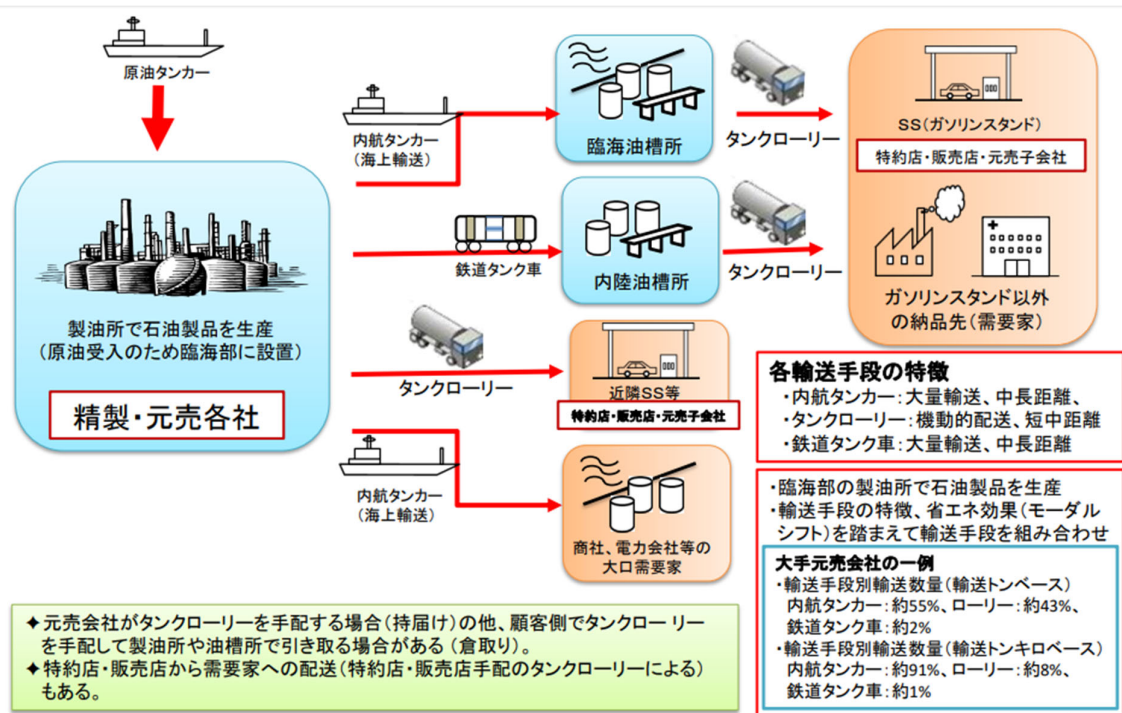 原油タンカー
製油所で石油製品を生産
(原油受入のため臨海部に設置)
精製・元売各社
内航タンカー
(海上輸送)
臨海油槽所
タンクローリー
SS(ガソリンスタンド)
特約店・販売店・元売子会社
鉄道タンク車
内陸油槽所
タンクローリー
ガソリンスタンド以外
の納品先(需要家)
タンクローリー
近隣SS等
特約店・販売店・元売子会社
内航タンカー
(海上輸送)
商社、電力会社等の
大口需要家
各輸送手段の特徴
・内航タンカー:大量輸送、中長距離、
・タンクローリー:機動的配送、短中距離
・鉄道タンク車:大量輸送、中長距離
・臨海部の製油所で石油製品を生産
・輸送手段の特徴、省エネ効果(モーダル
シフト)を踏まえて輸送手段を組み合わせ
大手元売会社の一例
・輸送手段別輸送数量(輸送トンベース)
内航タンカー:約55%、ローリー:約43%、
鉄道タンク車:約2%
・輸送手段別輸送数量(輸送トンキロベース)
内航タンカー:約91%、ローリー:約8%、
鉄道タンク車:約1%
✦元売会社がタンクローリーを手配する場合(持届け)の他、顧客側でタンクロー リー
を手配して製油所や油槽所で引き取る場合がある (倉取り)。
✦特約店・販売店から需要家への配送(特約店・販売店手配のタンクローリーによる)
もある。